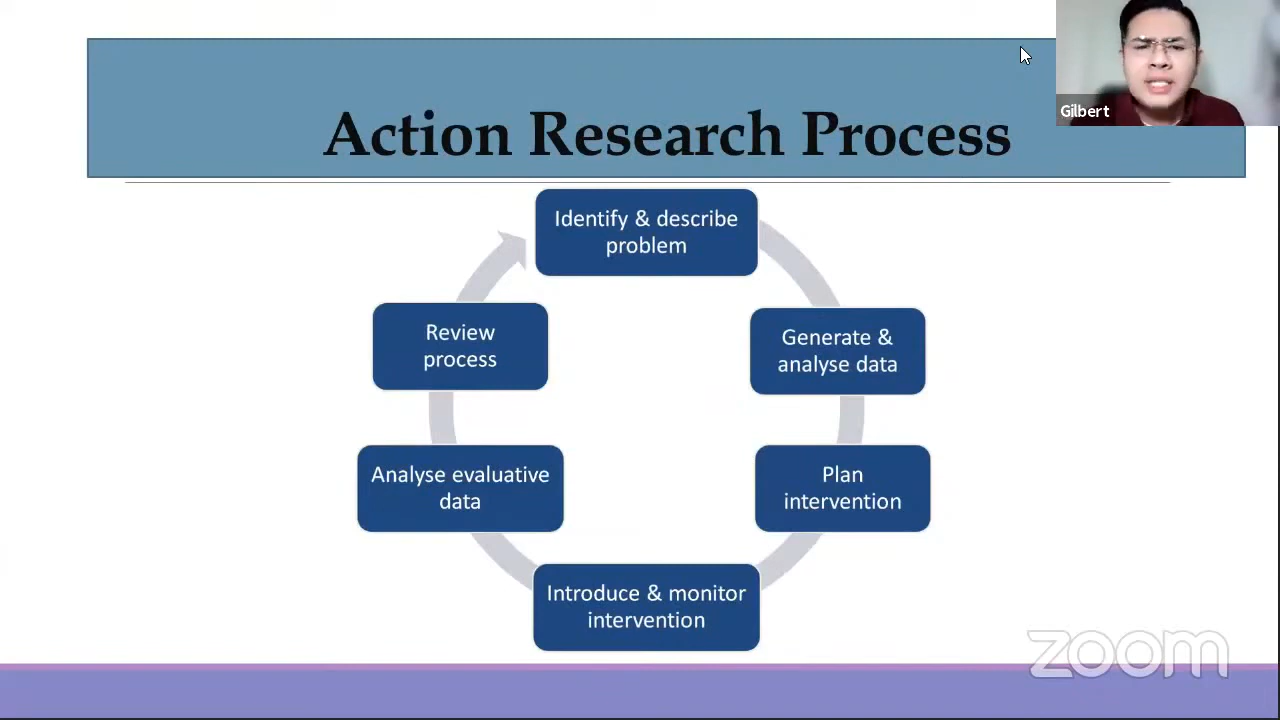 Action Research Process
Gilbert
Identify & describe
problem
Generate &
analyse data
Plan
intervention
Introduce & monitor
intervention
Analyse evaluative
data
Review
process
zoom